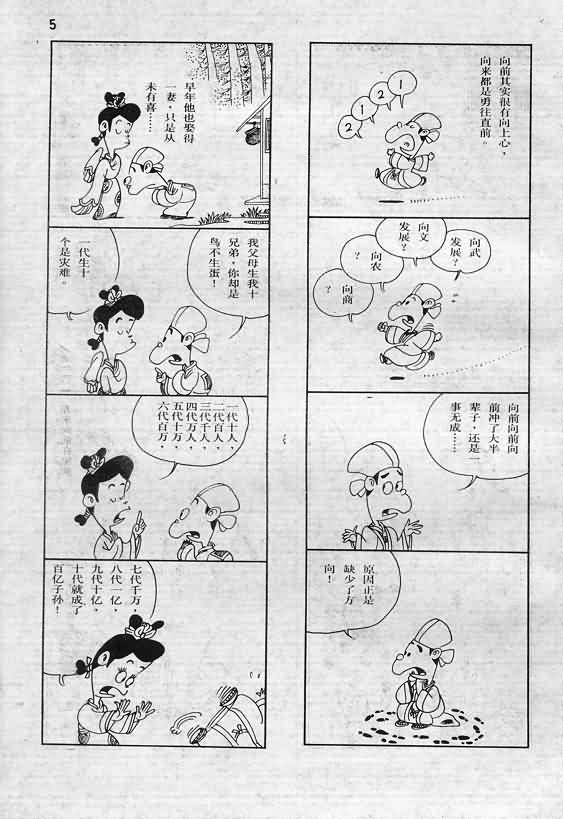 5
向前其实很有向上心，
向来都是勇往直前。
1
2
1
2
向武
发展？
向文
发展？
向农
？
向商
？
向前向前向
前冲了大半
辈子，还是一
事无成……
原因正是
缺少了方
向！
早年他也娶得
一妻，只是从
未有喜……
我父母生我十
兄弟，你却是
鸟不生蛋！
一代生十
个是灾难。
一代十人，
二代百人，
三代千人，
四代万人，
五代十万，
六代百万，
七代千万，
八代一亿，
九代十亿，
十代就成了
百亿子孙！